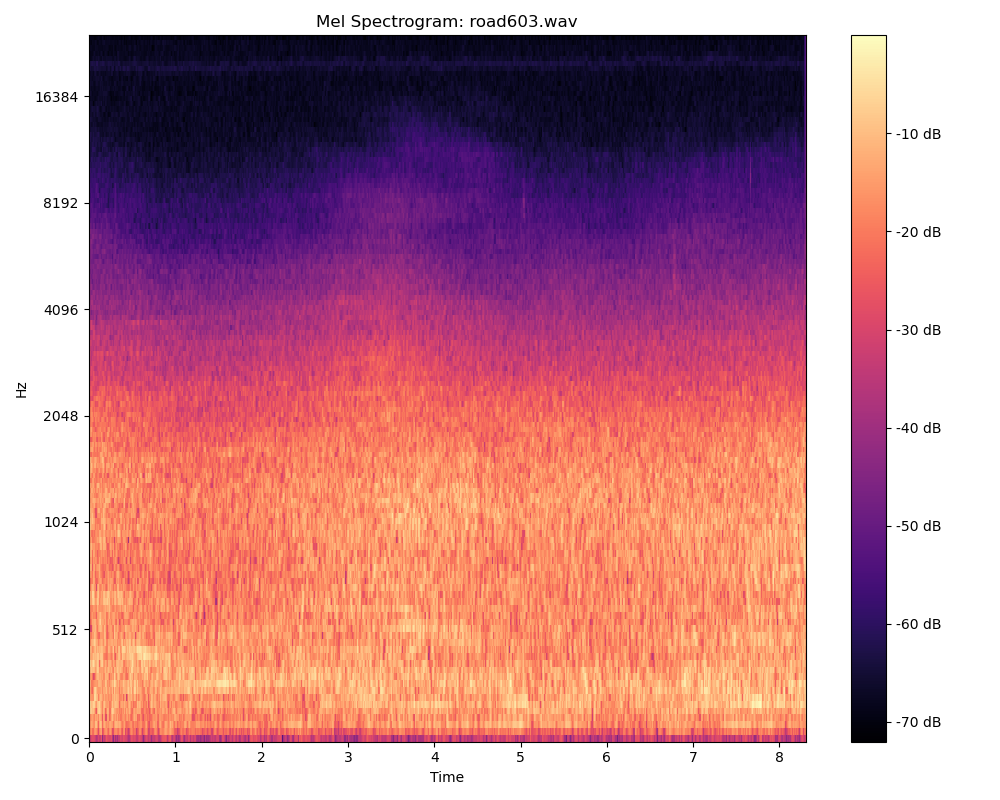 Mel Spectrogram: road603.wav
Hz
16384
8192
4096
2048
1024
512
0
0 1 2 3 4 5 6 7 8
Time
-10 dB
-20 dB
-30 dB
-40 dB
-50 dB
-60 dB
-70 dB